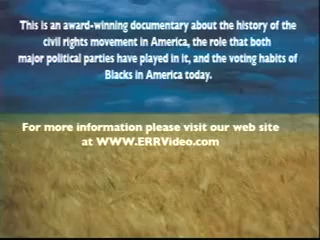 This is an award-winning documentary about the history of the
civil rights movement in America, the role that both
major political parties have played in it, and the voting habits of
Blacks in America today.
For more information please visit our web site
at WWW.ERRVideo.com